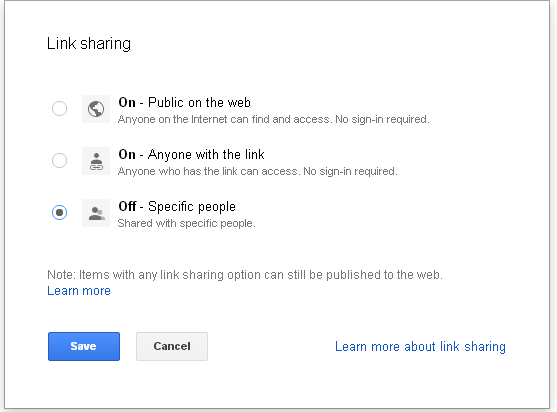 Link sharing
On - Public on the web
Anyone on the Internet can find and access. No sign-in required.
On - Anyone with the link
Anyone who has the link can access. No sign-in required.
Off - Specific people
Shared with specific people.
Note: Items with any link sharing option can still be published to the web.
Learn more
Save
Cancel
Learn more about link sharing